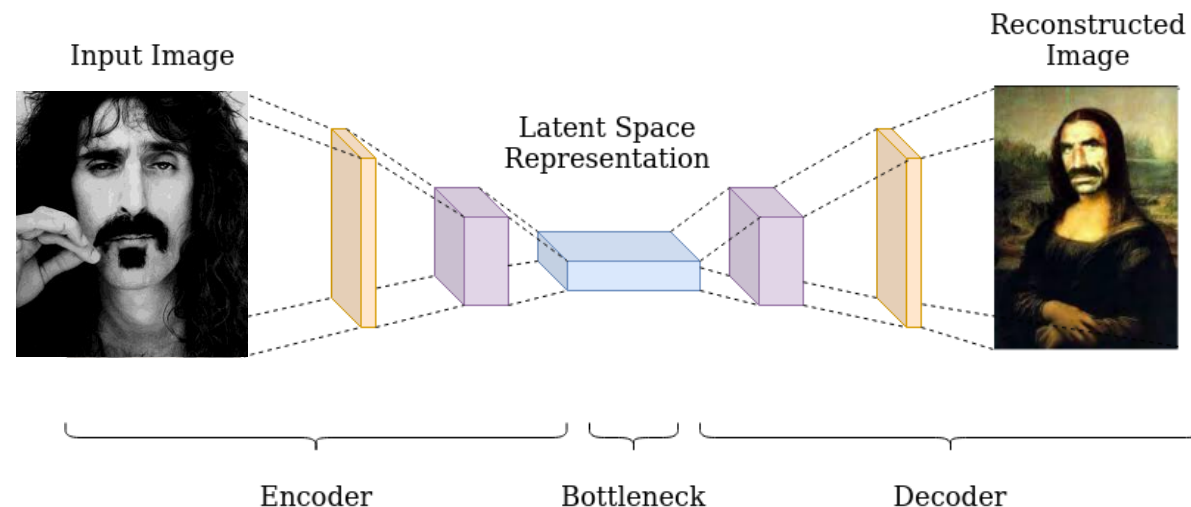 Input Image
Latent Space
Representation
Reconstructed
Image
Encoder
Bottleneck
Decoder